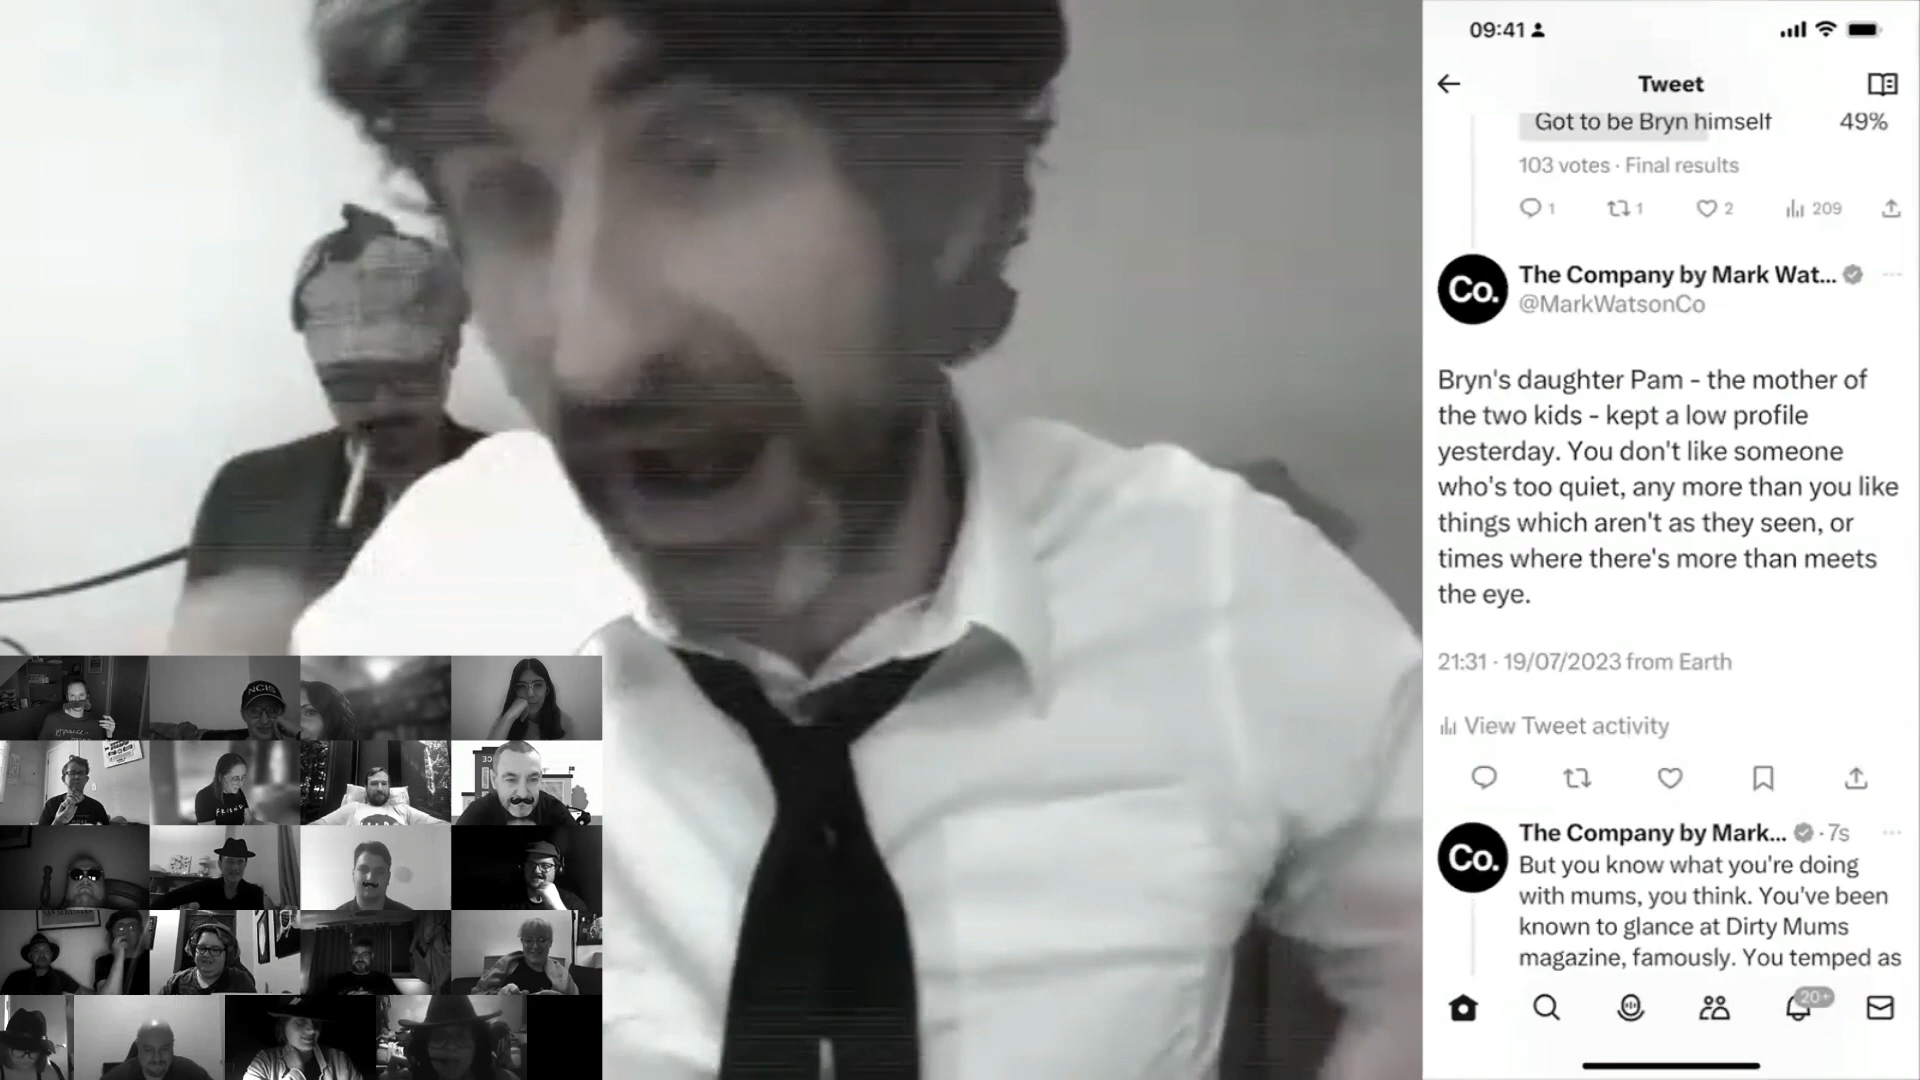 09:41
Tweet
Got to be Bryn himself 49%
103 votes · Final results
1 1 2 209
Co. The Company by Mark Wat...
@MarkWatsonCo
Bryn's daughter Pam - the mother of
the two kids - kept a low profile
yesterday. You don't like someone
who's too quiet, any more than you like
things which aren't as they seen, or
times where there's more than meets
the eye.
21:31 · 19/07/2023 from Earth
View Tweet activity
Co. The Company by Mark... · 7s
But you know what you're doing
with mums, you think. You've been
known to glance at Dirty Mums
magazine, famously. You temped as
20+
NCIS